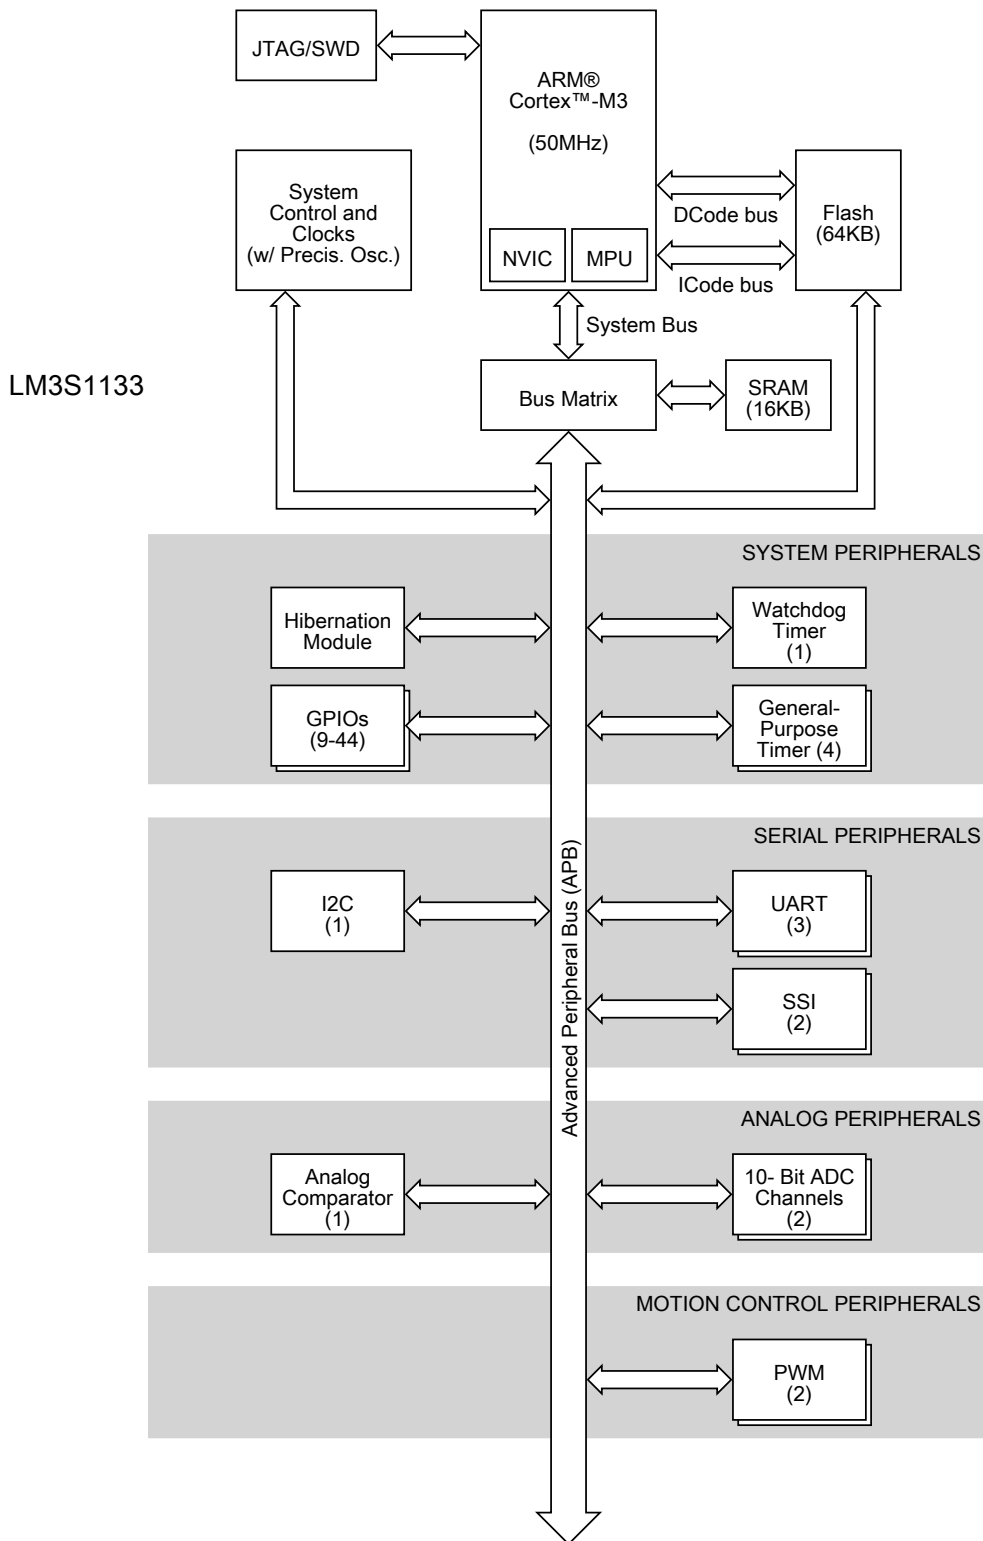 JTAG/SWD
ARM®
Cortex™-M3
(50MHz)
System
Control and
Clocks
(w/ Precis. Osc.)
DCode bus
Flash
(64KB)
NVIC
MPU
ICode bus
System Bus
LM3S1133
Bus Matrix
SRAM
(16KB)
SYSTEM PERIPHERALS
Hibernation
Module
Watchdog
Timer
(1)
GPIOs
(9-44)
General-
Purpose
Timer (4)
Advanced Peripheral Bus (APB)
SERIAL PERIPHERALS
I2C
(1)
UART
(3)
SSI
(2)
ANALOG PERIPHERALS
Analog
Comparator
(1)
10- Bit ADC
Channels
(2)
MOTION CONTROL PERIPHERALS
PWM
(2)